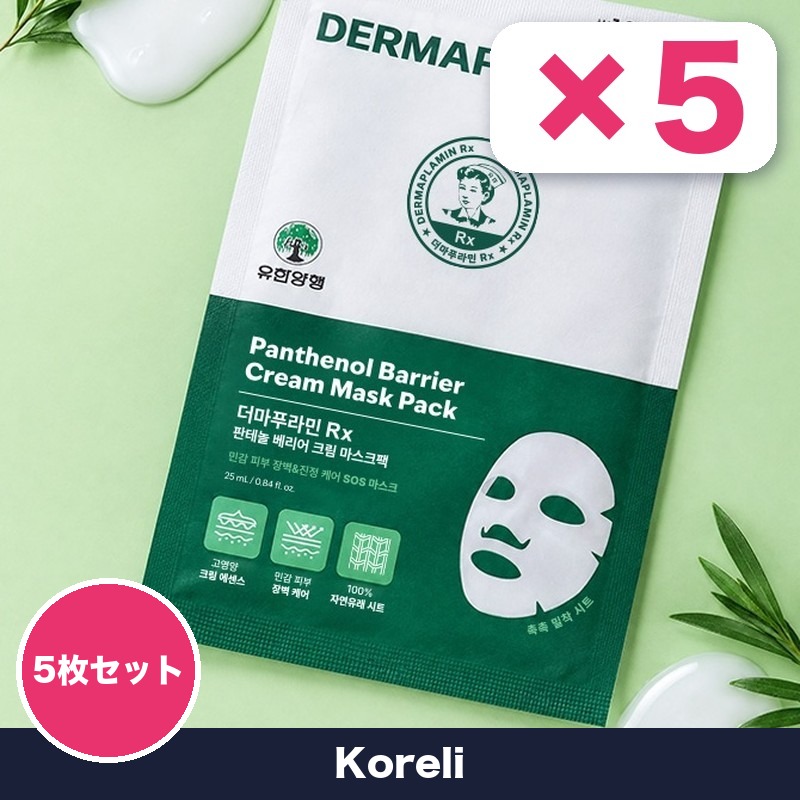 DERMAP
×5
DERMAPLAMIN Rx
Rx
더마푸라민 Rx
유한양행
Panthenol Barrier
Cream Mask Pack
더마푸라민 Rx
판테놀 베리어 크림 마스크팩
민감 피부 장벽&진정 케어 SOS 마스크
25 mL / 0.84 fl. oz.
고영양
크림 에센스
민감 피부
장벽 케어
100%
자연유래 시트
촉촉 밀착 시트
5枚セット
Koreli